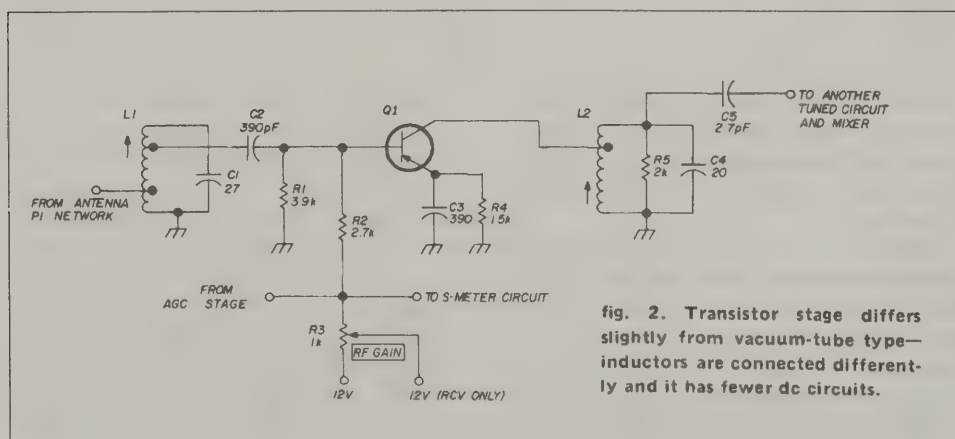 L1
C2
390pF
Q1
L2
C5
2.7pF
TO ANOTHER
TUNED CIRCUIT
AND MIXER
C1
27
FROM ANTENNA
PI NETWORK
R1
3.9k
R2
2.7k
C3
390
R4
1.5k
R5
2k
C4
20
FROM
AGC STAGE
TO S-METER CIRCUIT
R3
1k
RF GAIN
12V
12V (RCV ONLY)
fig. 2. Transistor stage differs
slightly from vacuum-tube type—
inductors are connected different-
ly and it has fewer dc circuits.